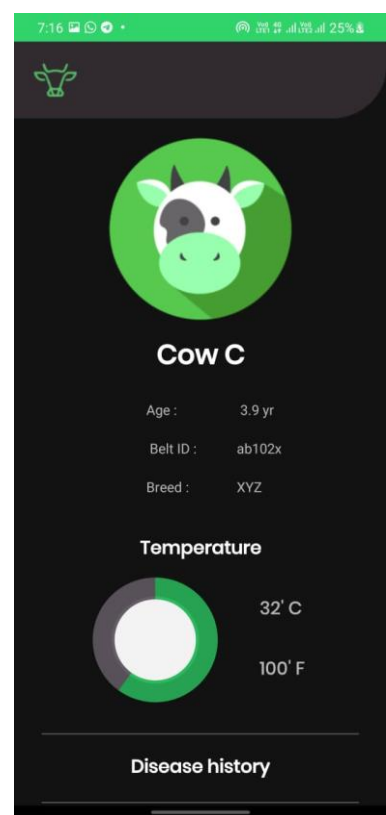 7:16
25%
Cow C
Age : 3.9 yr
Belt ID : ab102x
Breed : XYZ
Temperature
32' C
100' F
Disease history